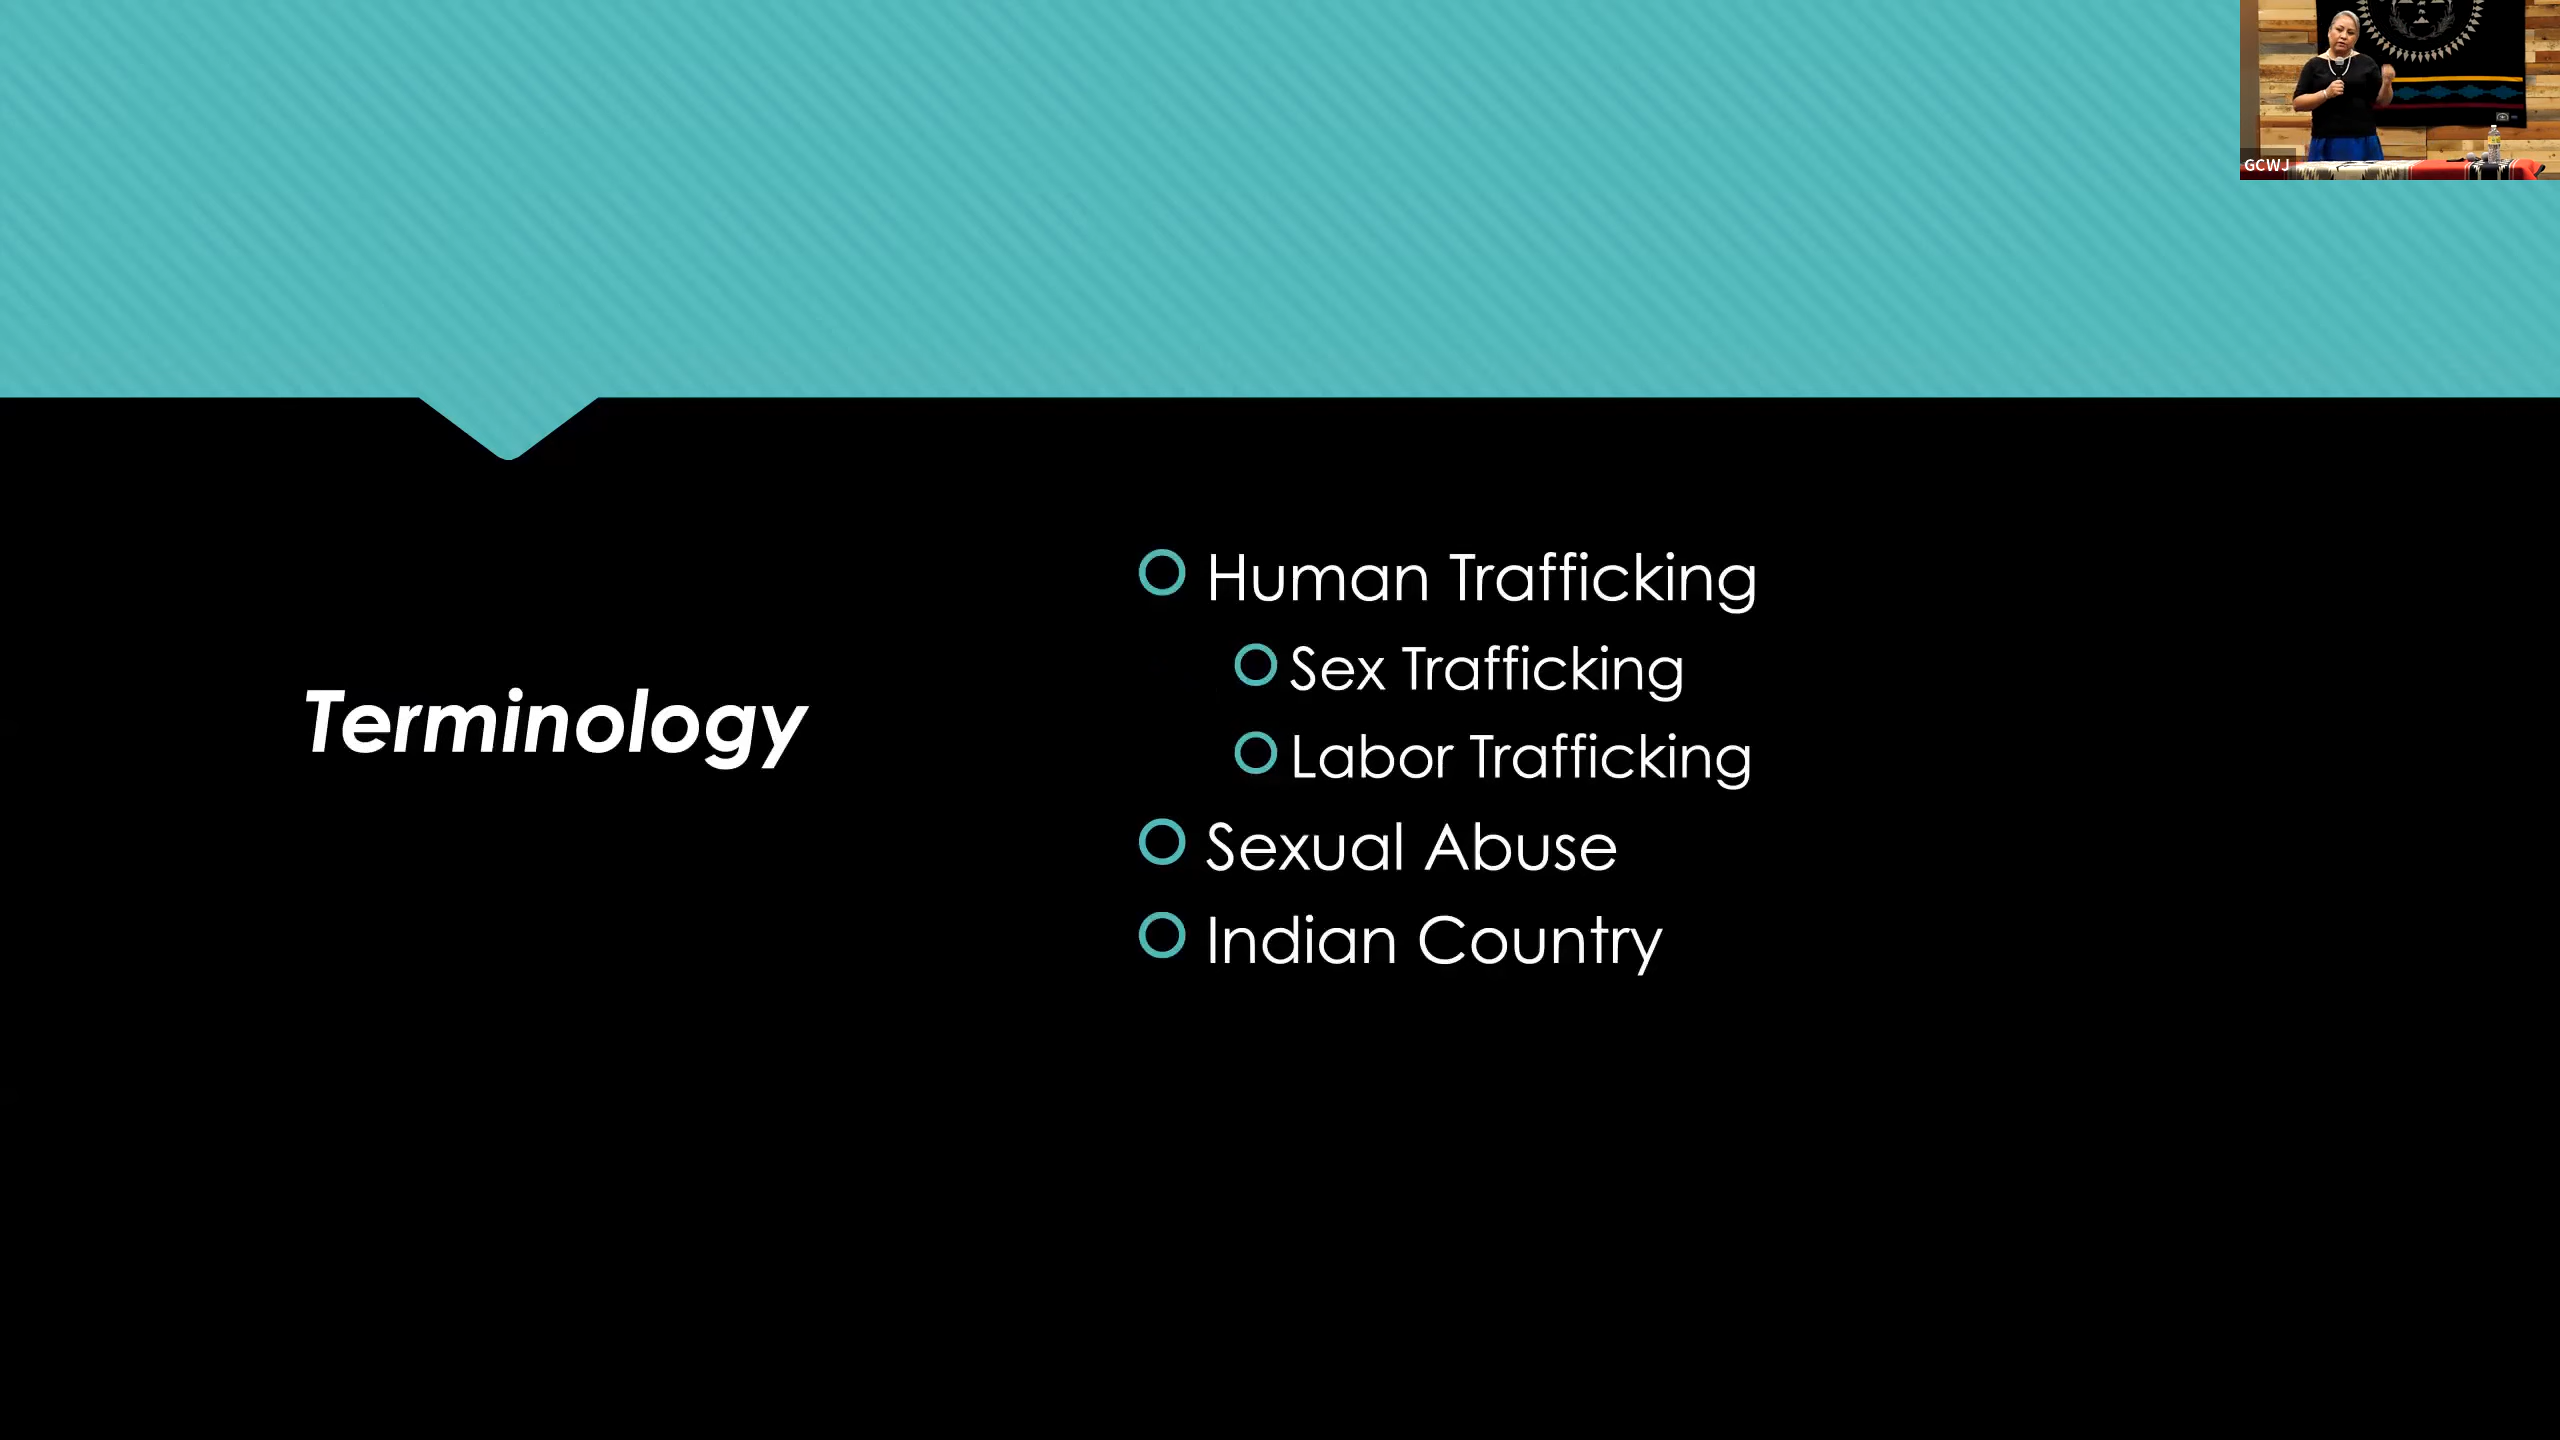 GCWJ
Terminology
Human Trafficking
Sex Trafficking
Labor Trafficking
Sexual Abuse
Indian Country